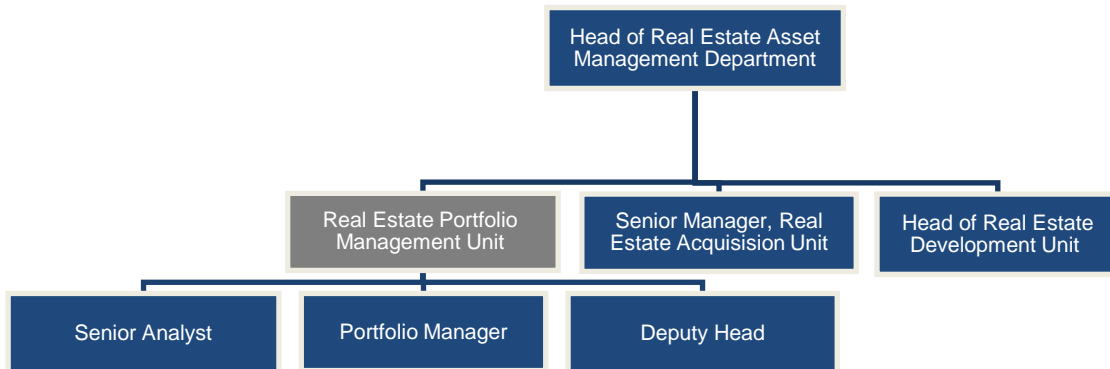 Head of Real Estate Asset
Management Department
Real Estate Portfolio
Management Unit
Senior Manager, Real
Estate Acquisision Unit
Head of Real Estate
Development Unit
Senior Analyst
Portfolio Manager
Deputy Head